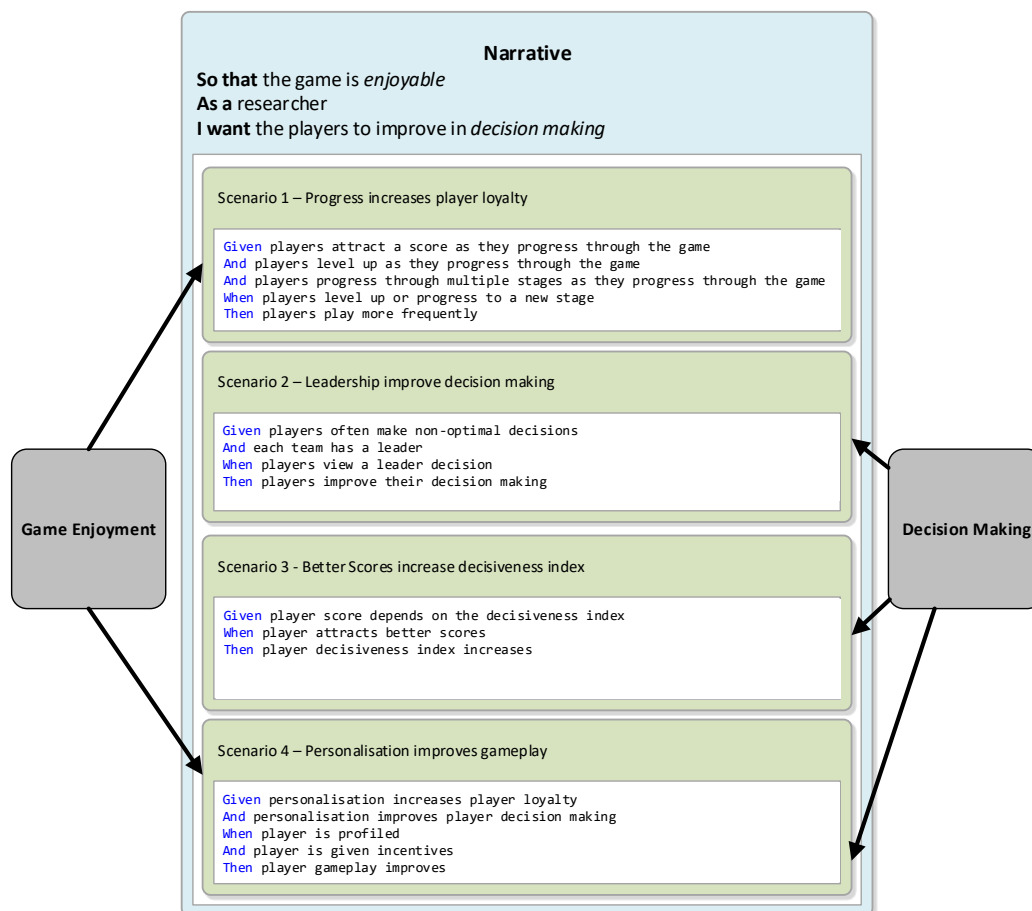 Narrative
So that the game is enjoyable
As a researcher
I want the players to improve in decision making
Scenario 1 – Progress increases player loyalty
Given players attract a score as they progress through the game
And players level up as they progress through the game
And players progress through multiple stages as they progress through the game
When players level up or progress to a new stage
Then players play more frequently
Scenario 2 – Leadership improve decision making
Given players often make non-optimal decisions
And each team has a leader
When players view a leader decision
Then players improve their decision making
Game Enjoyment
Decision Making
Scenario 3 - Better Scores increase decisiveness index
Given player score depends on the decisiveness index
When player attracts better scores
Then player decisiveness index increases
Scenario 4 – Personalisation improves gameplay
Given personalisation increases player loyalty
And personalisation improves player decision making
When player is profiled
And player is given incentives
Then player gameplay improves